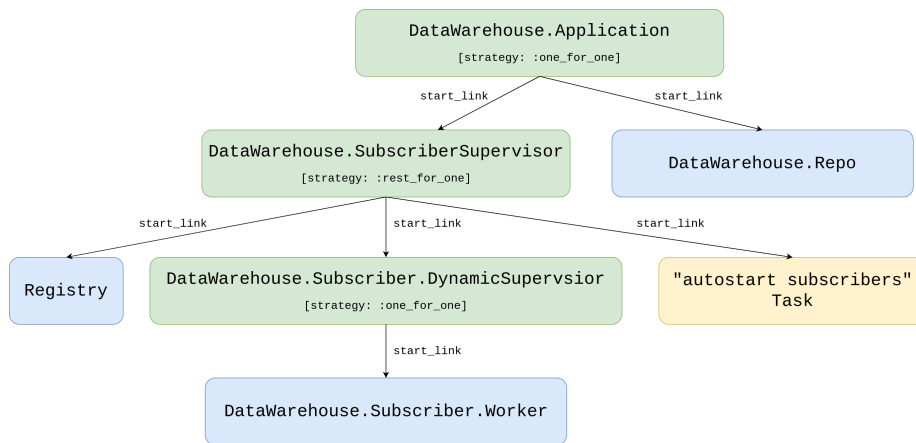 DataWarehouse.Application
[strategy: :one_for_one]
start_link
start_link
DataWarehouse.SubscriberSupervisor
[strategy: :rest_for_one]
DataWarehouse.Repo
start_link
start_link
start_link
Registry
DataWarehouse.Subscriber.DynamicSupervsior
[strategy: :one_for_one]
"autostart subscribers"
Task
start_link
DataWarehouse.Subscriber.Worker